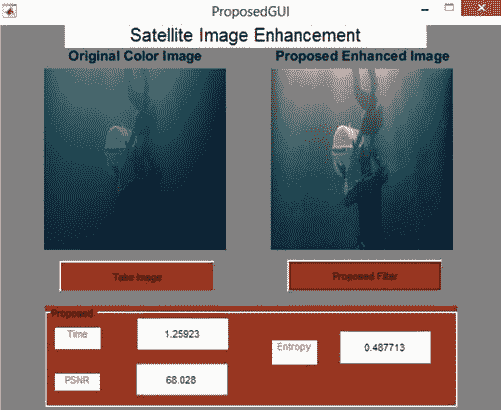 ProposedGUI
Satellite Image Enhancement
Original Color Image
Proposed Enhanced Image
Take Image
Proposed Filter
Proposed
Time
1.25923
Entropy
0.487713
PSNR
68.028